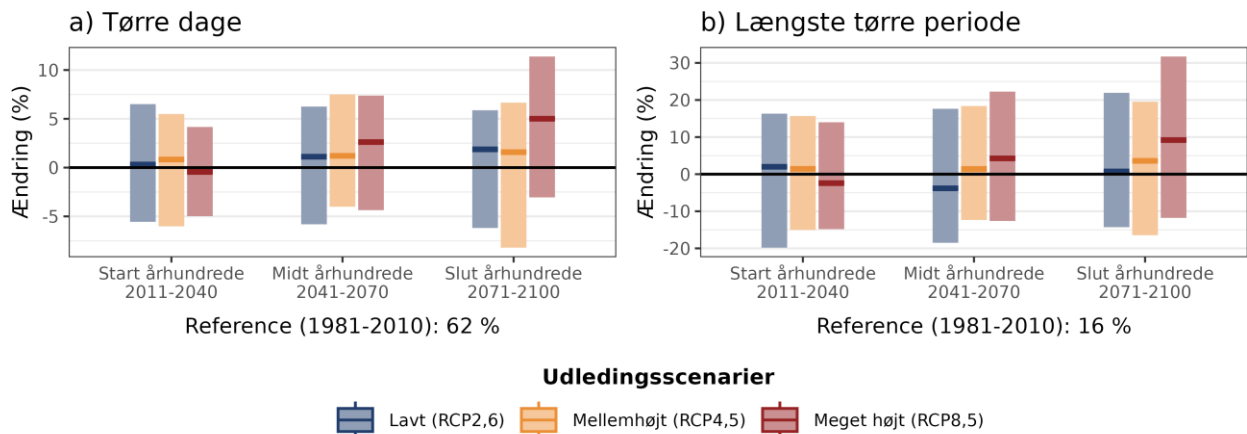 a) Tørre dage
Ændring (%)
10
5
0
-5
Start århundrede
2011-2040
Midt århundrede
2041-2070
Slut århundrede
2071-2100
Reference (1981-2010): 62 %
b) Længste tørre periode
Ændring (%)
30
20
10
0
-10
-20
Start århundrede
2011-2040
Midt århundrede
2041-2070
Slut århundrede
2071-2100
Reference (1981-2010): 16 %
Udledingsscenarier
Lavt (RCP2,6)
Mellemhøjt (RCP4,5)
Meget højt (RCP8,5)